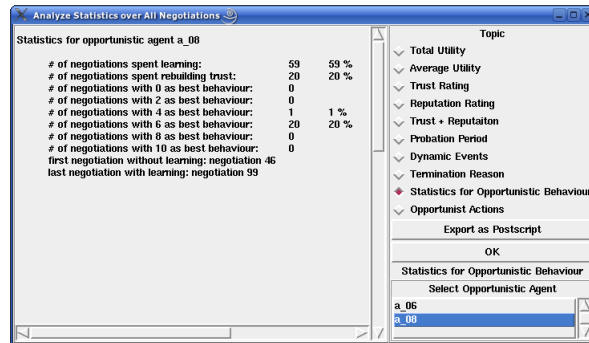 Analyze Statistics over All Negotiations
Statistics for opportunistic agent a_08
# of negotiations spent learning: 59 59 %
# of negotiations spent rebuilding trust: 20 20 %
# of negotiations with 0 as best behaviour: 0
# of negotiations with 2 as best behaviour: 0
# of negotiations with 4 as best behaviour: 1 1 %
# of negotiations with 6 as best behaviour: 20 20 %
# of negotiations with 8 as best behaviour: 0
# of negotiations with 10 as best behaviour: 0
first negotiation without learning: negotiation 46
last negotiation with learning: negotiation 99
Topic
Total Utility
Average Utility
Trust Rating
Reputation Rating
Trust + Reputaiton
Probation Period
Dynamic Events
Termination Reason
Statistics for Opportunistic Behaviour
Opportunist Actions
Export as Postscript
OK
Statistics for Opportunistic Behaviour
Select Opportunistic Agent
a_06
a_08